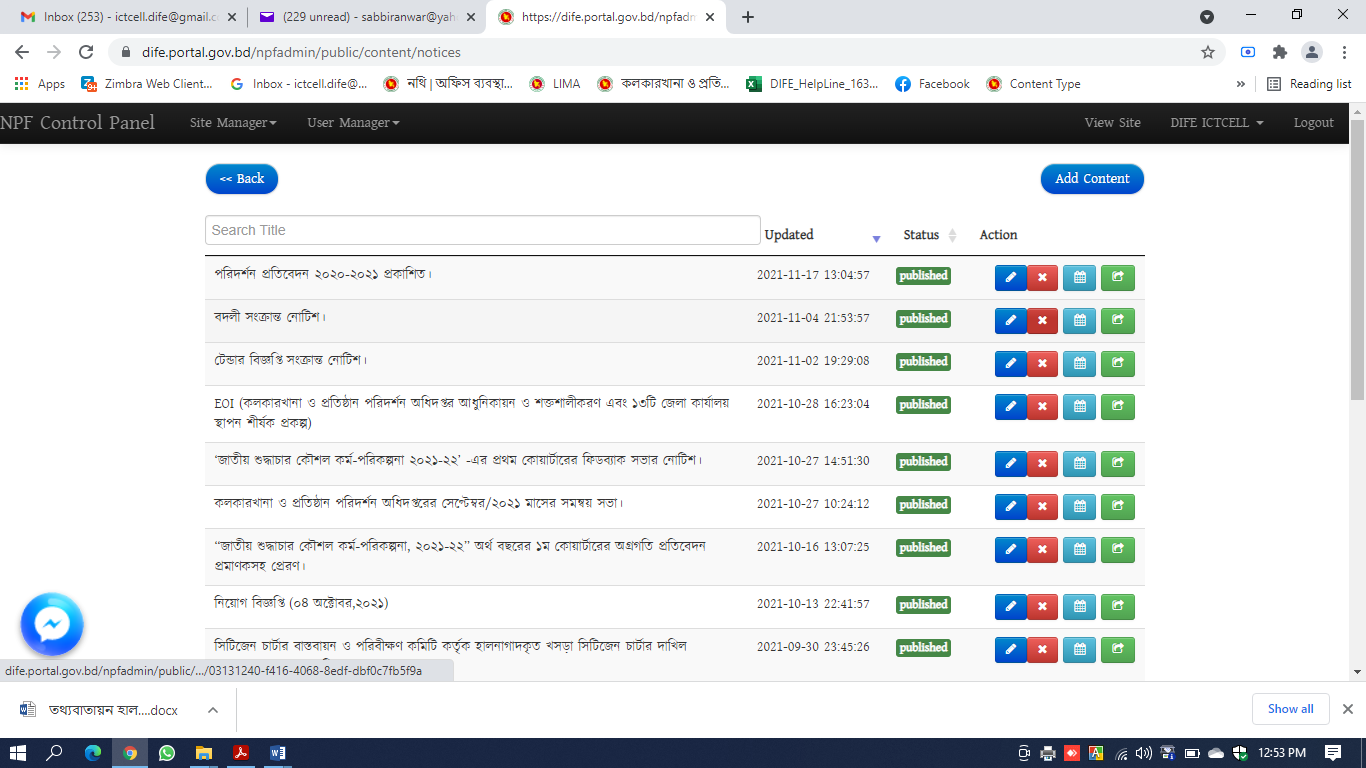 Inbox (253) - ictcell.dife@gmail.c
(229 unread) - sabbiranwar@yah
https://dife.portal.gov.bd/npfadm
dife.portal.gov.bd/npfadmin/public/content/notices
Apps
Zimbra Web Client...
Inbox - ictcell.dife@...
নথি | অফিস ব্যবস্থা...
LIMA
কলকারখানা ও প্রতি...
DIFE_HelpLine_163...
Facebook
Content Type
»
Reading list
NPF Control Panel
Site Manager
User Manager
View Site
DIFE ICTCELL
Logout
<< Back
Add Content
Search Title
Updated
Status
Action
পরিদর্শন প্রতিবেদন ২০২০-২০২১ প্রকাশিত।
2021-11-17 13:04:57
published
বদলী সংক্রান্ত নোটিশ।
2021-11-04 21:53:57
published
টেন্ডার বিজ্ঞপ্তি সংক্রান্ত নোটিশ।
2021-11-02 19:29:08
published
EOI (কলকারখানা ও প্রতিষ্ঠান পরিদর্শন অধিদপ্তর আধুনিকায়ন ও শক্তশালীকরণ এবং ১৩টি জেলা কার্যালয়
স্থাপন শীর্ষক প্রকল্প)
2021-10-28 16:23:04
published
‘জাতীয় শুদ্ধাচার কৌশল কর্ম-পরিকল্পনা ২০২১-২২’ -এর প্রথম কোয়ার্টারের ফিডব্যাক সভার নোটিশ।
2021-10-27 14:51:30
published
কলকারখানা ও প্রতিষ্ঠান পরিদর্শন অধিদপ্তরের সেপ্টেম্বর/২০২১ মাসের সমন্বয় সভা।
2021-10-27 10:24:12
published
“জাতীয় শুদ্ধাচার কৌশল কর্ম-পরিকল্পনা, ২০২১-২২” অর্থ বছরের ১ম কোয়ার্টারের অগ্রগতি প্রতিবেদন
প্রমাণকসহ প্রেরণ।
2021-10-16 13:07:25
published
নিয়োগ বিজ্ঞপ্তি (০৪ অক্টোবর,২০২১)
2021-10-13 22:41:57
published
সিটিজেন চার্টার বাস্তবায়ন ও পরিবীক্ষণ কমিটি কর্তৃক হালনাগাদকৃত খসড়া সিটিজেন চার্টার দাখিল
2021-09-30 23:45:26
published
dife.portal.gov.bd/npfadmin/public/.../03131240-f416-4068-8edf-dbf0c7fb5f9a
তথ্যবাতায়ন হাল....docx
Show all
12:53 PM